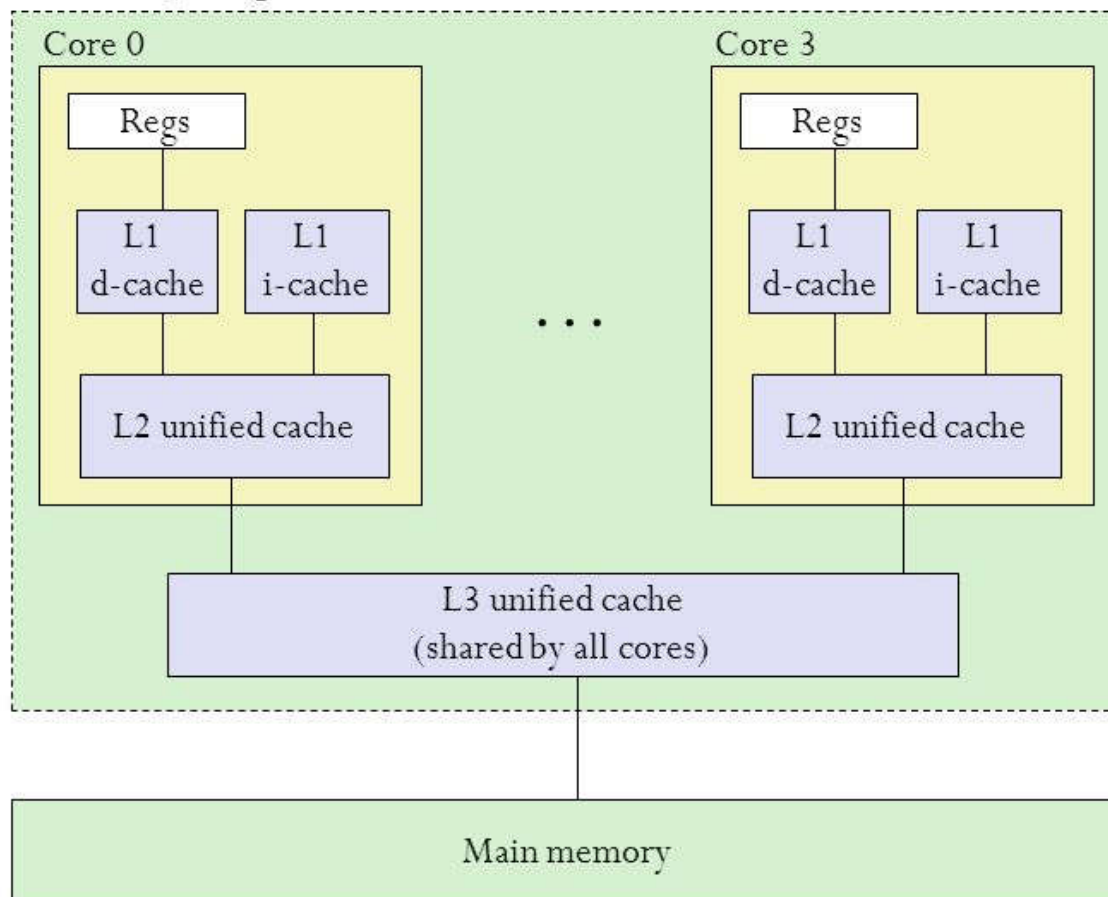 Core 0
Core 3
Regs
Regs
L1
d-cache
L1
i-cache
...
L1
d-cache
L1
i-cache
L2 unified cache
L2 unified cache
L3 unified cache
(shared by all cores)
Main memory